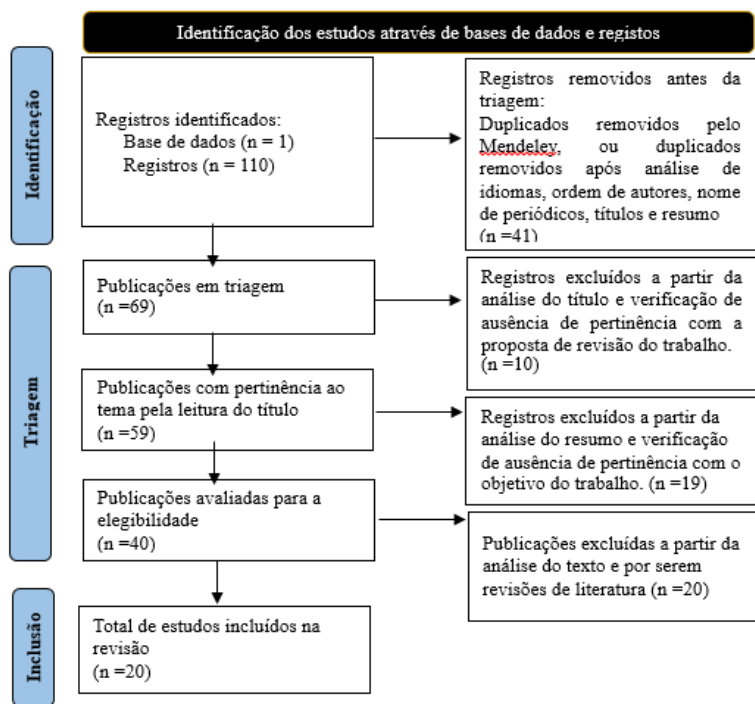 Identificação dos estudos através de bases de dados e registos
Identificação
Registros identificados:
Base de dados (n = 1)
Registros (n = 110)
Registros removidos antes da
triagem:
Duplicados removidos pelo
Mendeley, ou duplicados
removidos após análise de
idiomas, ordem de autores, nome
de periódicos, títulos e resumo
(n =41)
Triagem
Publicações em triagem
(n =69)
Registros excluídos a partir da
análise do título e verificação de
ausência de pertinência com a
proposta de revisão do trabalho.
(n =10)
Publicações com pertinência ao
tema pela leitura do título
(n =59)
Registros excluídos a partir da
análise do resumo e verificação
de ausência de pertinência com o
objetivo do trabalho. (n =19)
Publicações avaliadas para a
elegibilidade
(n =40)
Publicações excluídas a partir da
análise do texto e por serem
revisões de literatura (n =20)
Inclusão
Total de estudos incluídos na
revisão
(n =20)